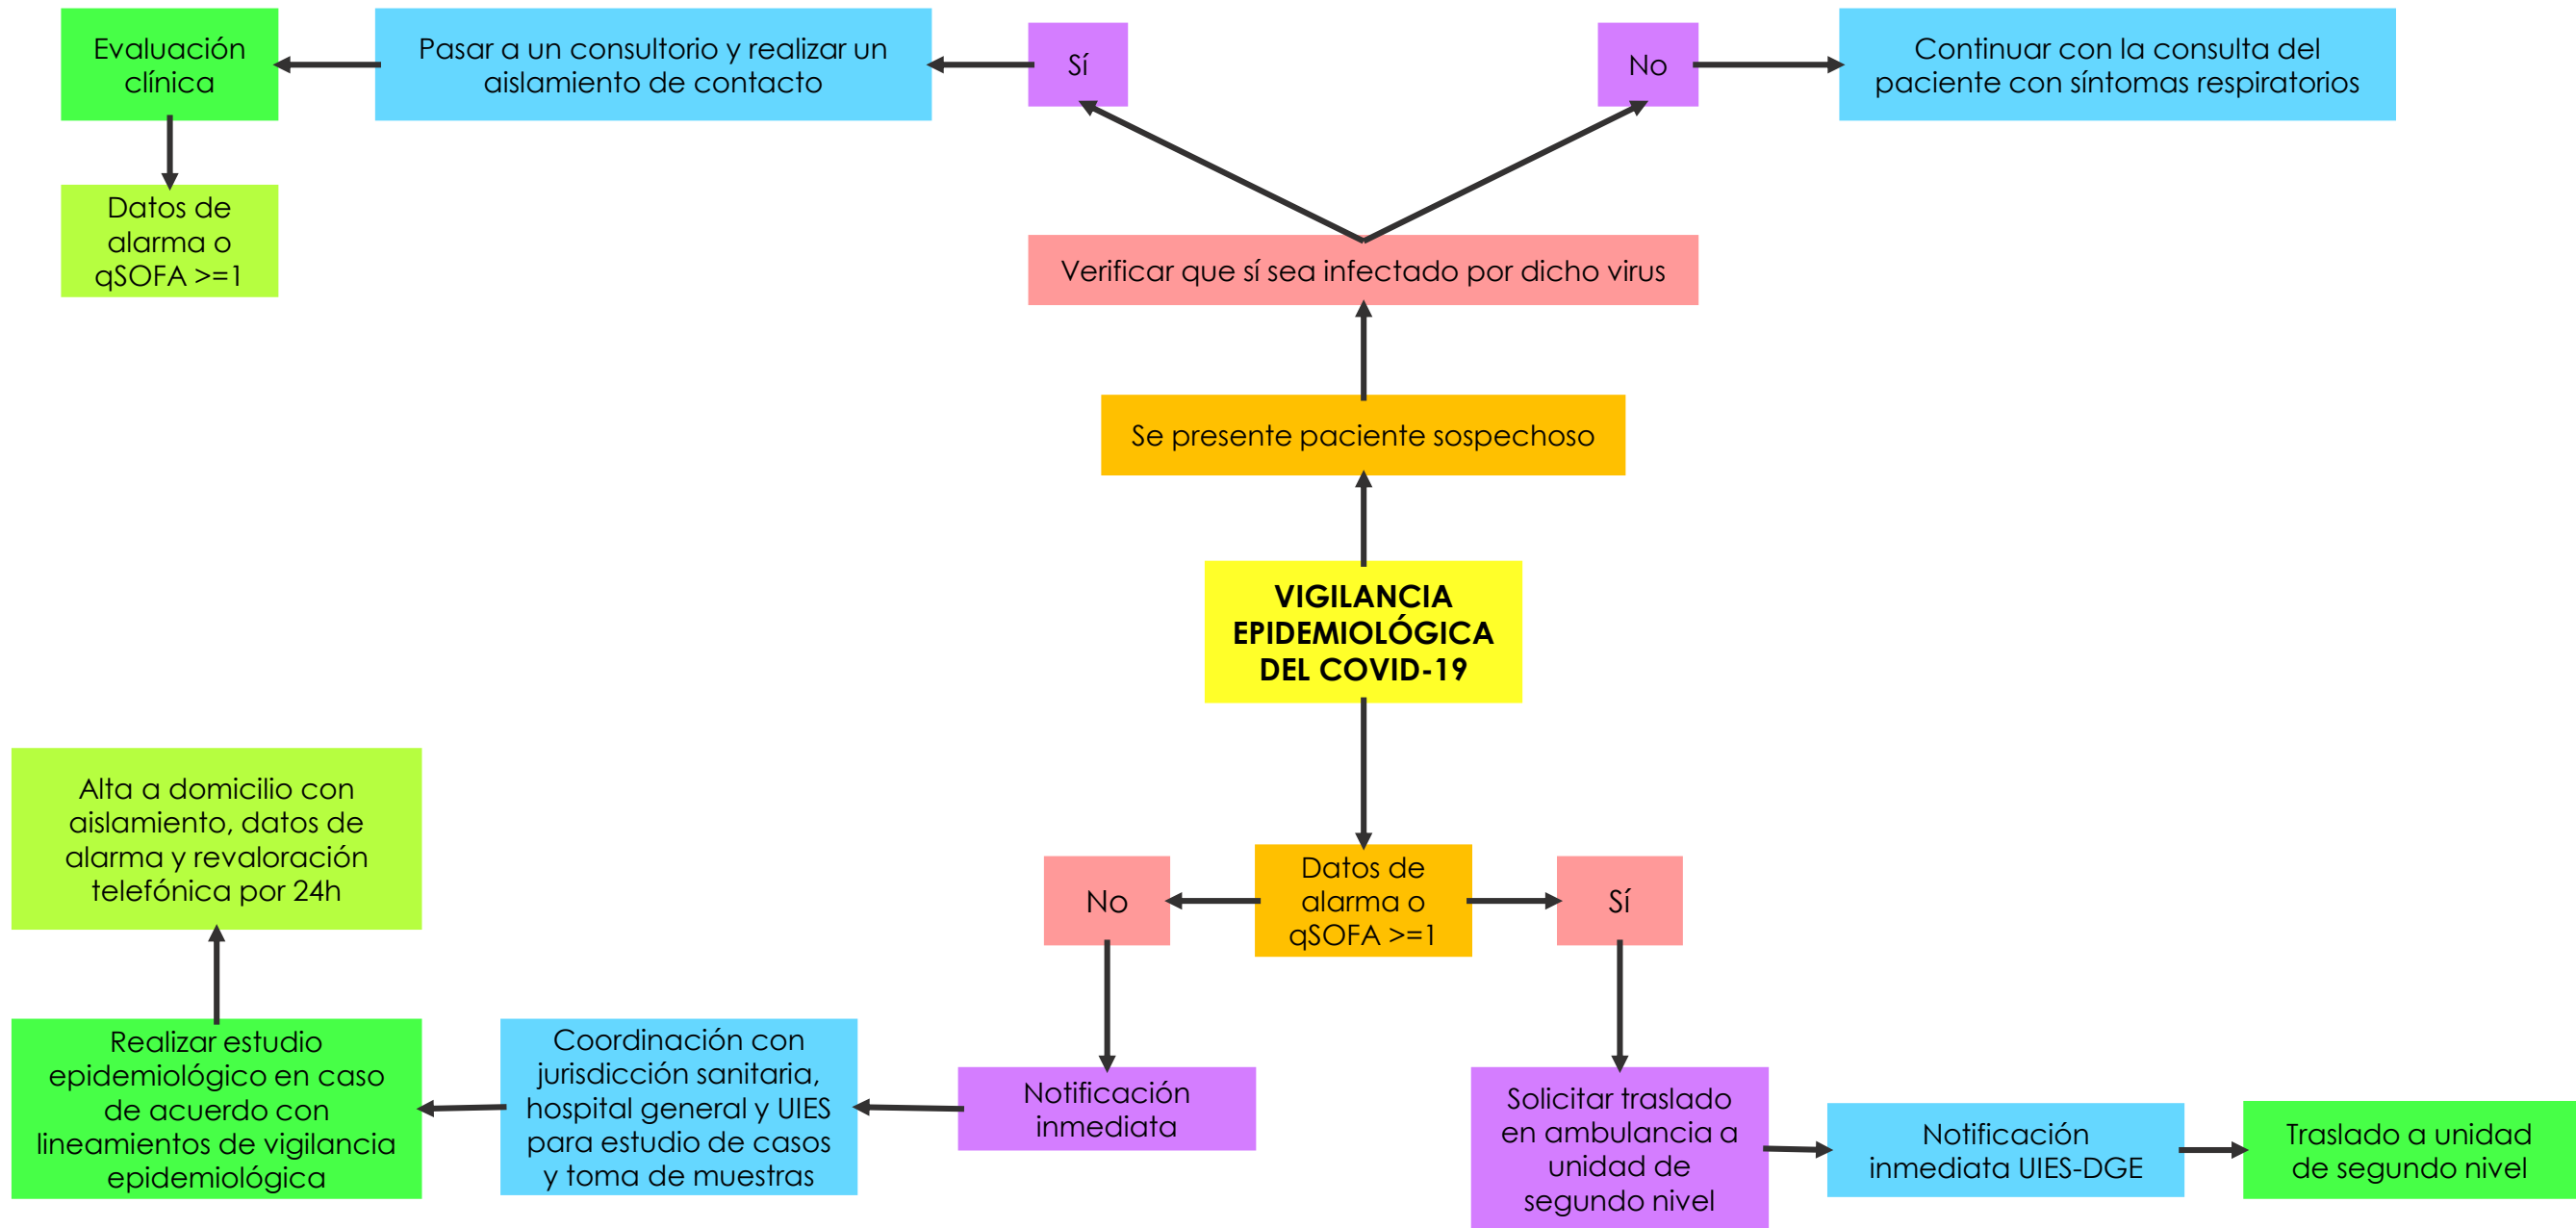 Evaluación
clínica
Pasar a un consultorio y realizar un
aislamiento de contacto
Sí
No
Continuar con la consulta del
paciente con síntomas respiratorios
Datos de
alarma o
qSOFA >=1
Verificar que sí sea infectado por dicho virus
Se presente paciente sospechoso
VIGILANCIA
EPIDEMIOLÓGICA
DEL COVID-19
Alta a domicilio con
aislamiento, datos de
alarma y revaloración
telefónica por 24h
No
Datos de
alarma o
qSOFA >=1
Sí
Realizar estudio
epidemiológico en caso
de acuerdo con
lineamientos de vigilancia
epidemiológica
Coordinación con
jurisdicción sanitaria,
hospital general y UIES
para estudio de casos
y toma de muestras
Notificación
inmediata
Solicitar traslado
en ambulancia a
unidad de
segundo nivel
Notificación
inmediata UIES-DGE
Traslado a unidad
de segundo nivel